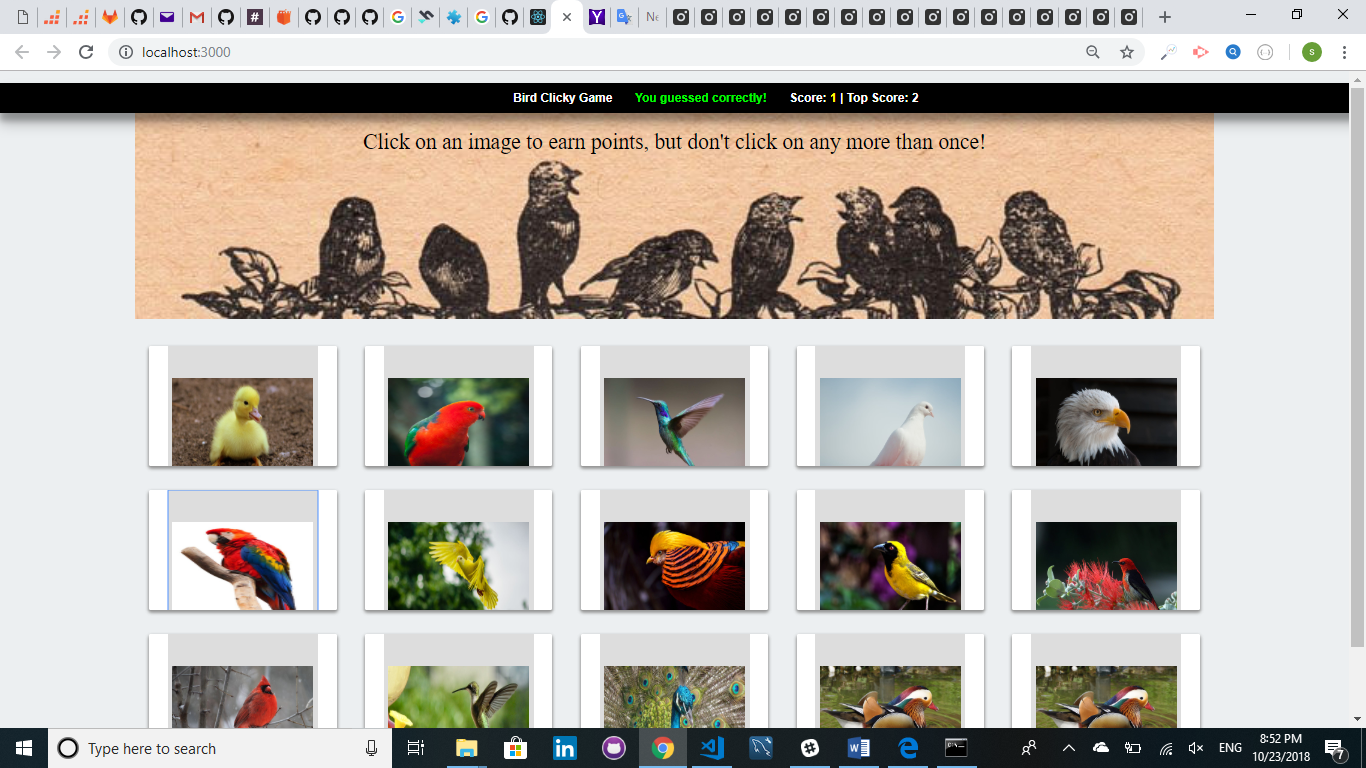 Ne
localhost:3000
s
Bird Clicky Game You guessed correctly! Score: 1 | Top Score: 2
Click on an image to earn points, but don't click on any more than once!
Type here to search
ENG
8:52 PM
10/23/2018
7